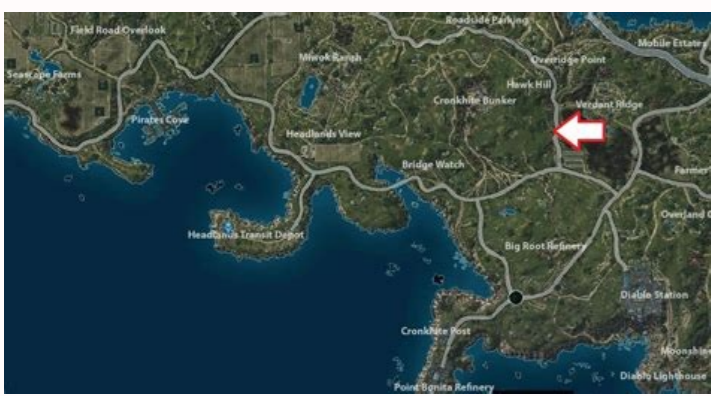 Roadside Parking
Field Road Overlook
Mobile Estates
Miwok Ranch
Overridge Point
Seascape Farms
Hawk Hill
Cronkhite Bunker
Verdant Ridge
Pirates Cove
Headlands View
Bridge Watch
Farmer
Overland
Headlands Transit Depot
Big Root Refinery
Diablo Station
Cronkhite Post
Moonshine
Diablo Lighthouse
Point Bonita Refinery